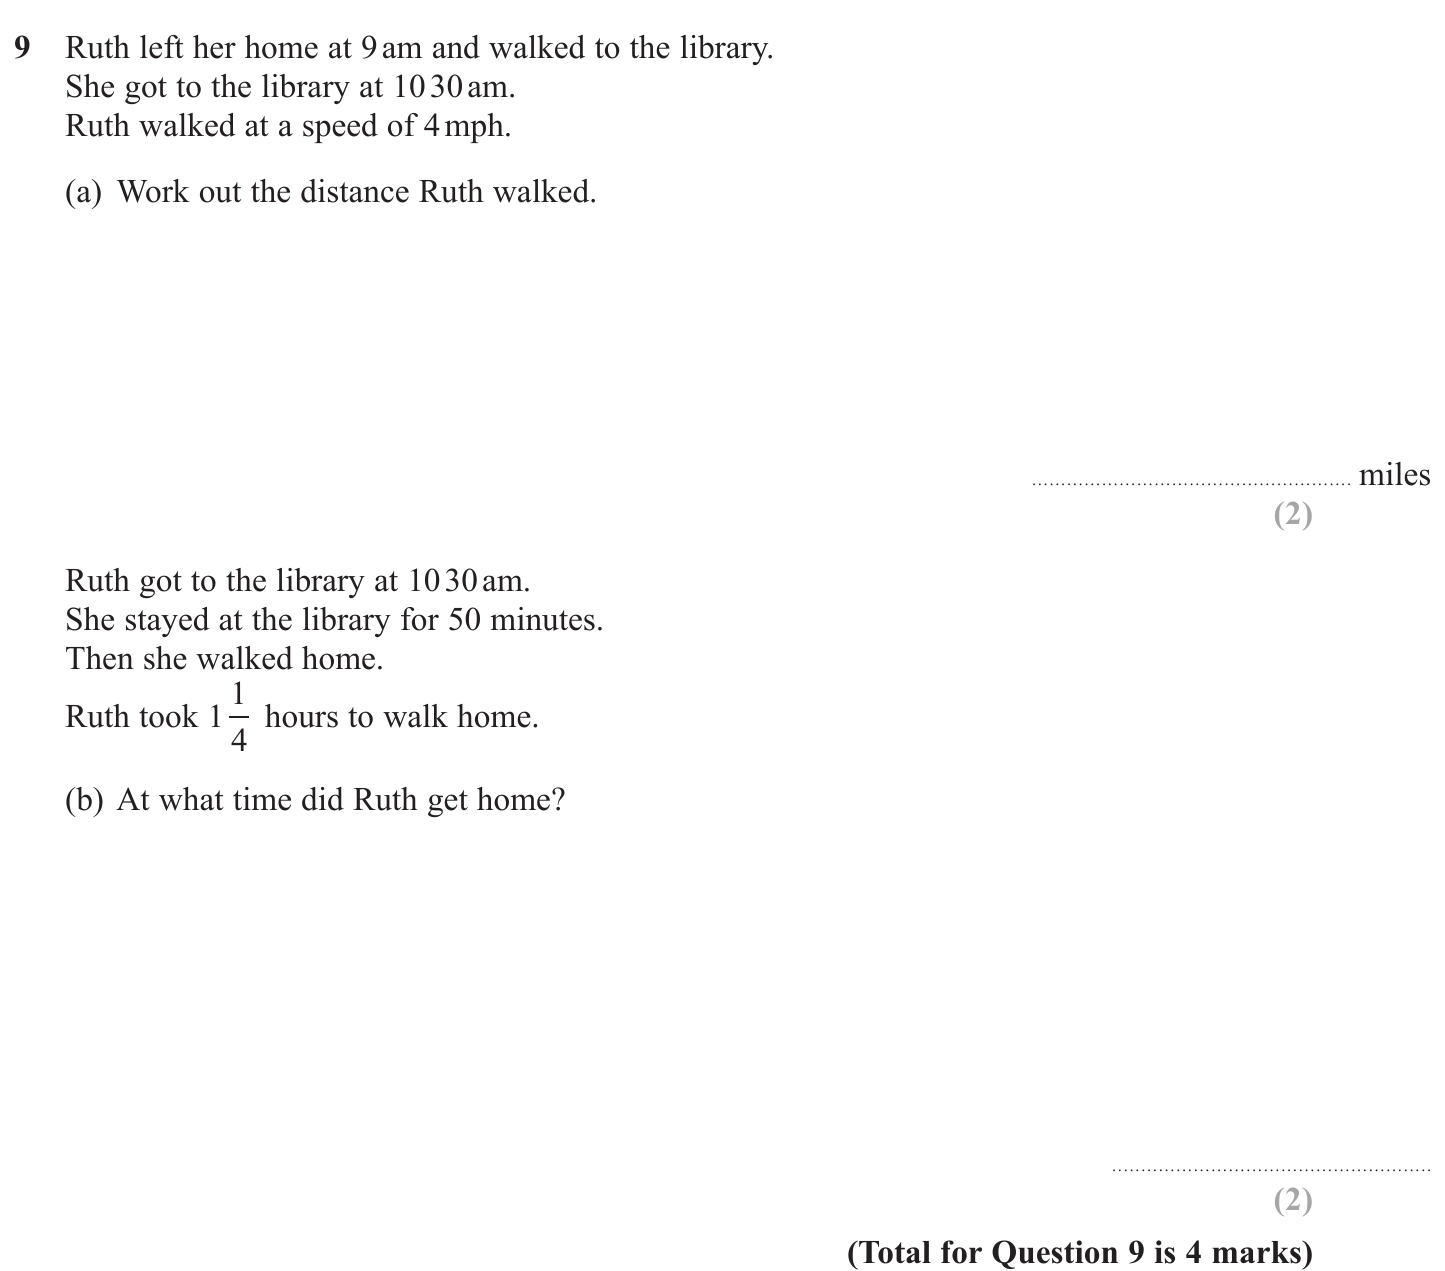 9 Ruth left her home at 9 am and walked to the library.
She got to the library at 10 30 am.
Ruth walked at a speed of 4 mph.
(a) Work out the distance Ruth walked.
...................................................... miles
(2)
Ruth got to the library at 10 30 am.
She stayed at the library for 50 minutes.
Then she walked home.
Ruth took 1 1/4 hours to walk home.
(b) At what time did Ruth get home?
......................................................
(2)
(Total for Question 9 is 4 marks)